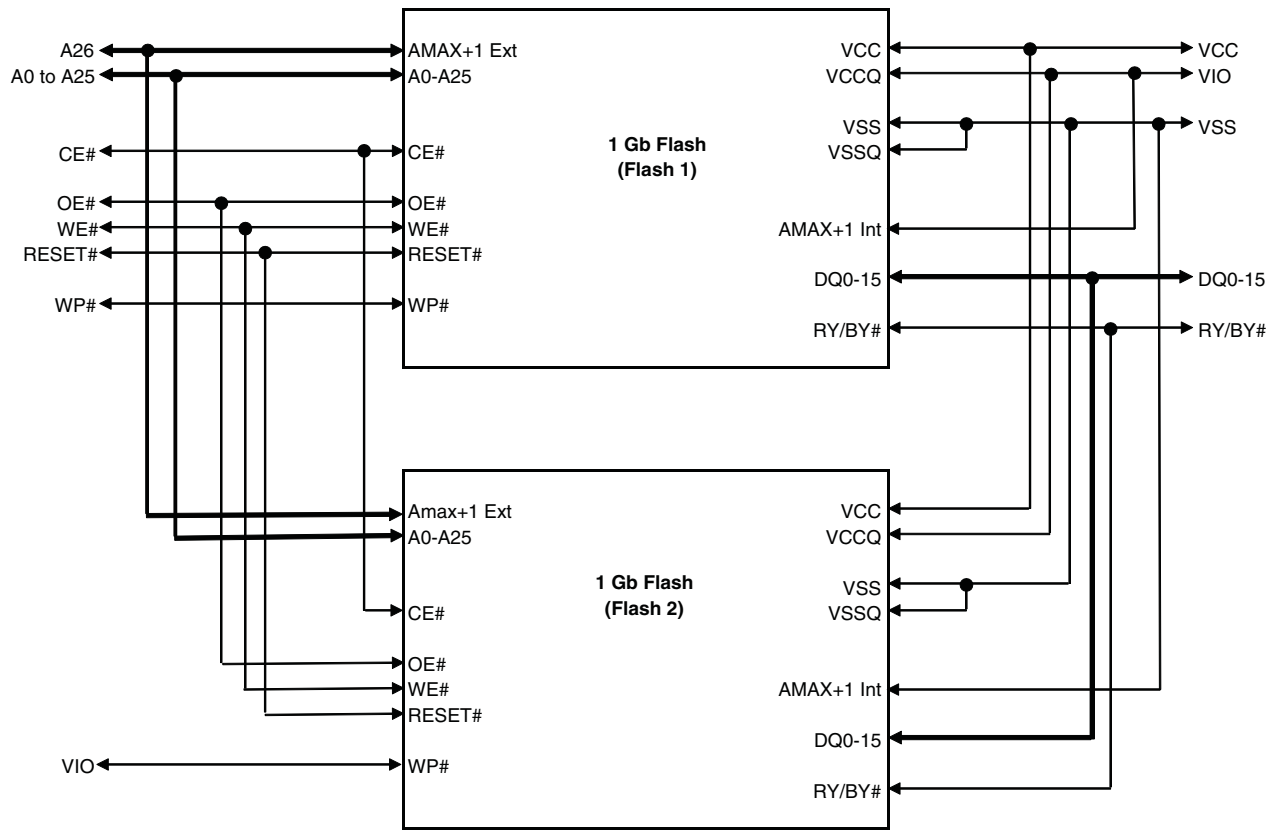 A26
A0 to A25
CE#
OE#
WE#
RESET#
WP#
AMAX+1 Ext
A0-A25
CE#
OE#
WE#
RESET#
WP#
1 Gb Flash
(Flash 1)
VCC
VCCQ
VSS
VSSQ
AMAX+1 Int
DQ0-15
RY/BY#
VCC
VIO
VSS
DQ0-15
RY/BY#
VIO
Amax+1 Ext
A0-A25
CE#
OE#
WE#
RESET#
WP#
1 Gb Flash
(Flash 2)
VCC
VCCQ
VSS
VSSQ
AMAX+1 Int
DQ0-15
RY/BY#